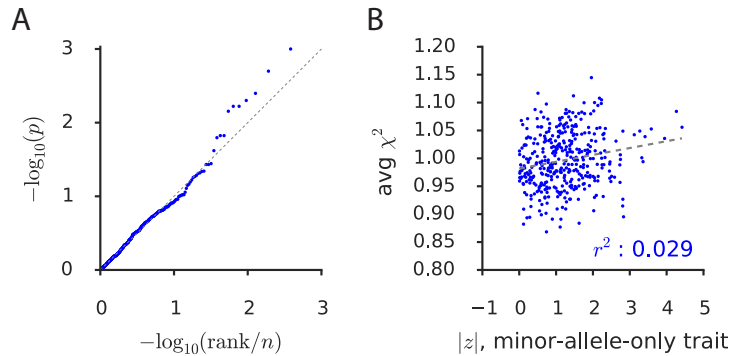 A
−log₁₀(p)
3
2
1
0
0 1 2 3
−log₁₀(rank/n)
B
avg χ²
1.20
1.15
1.10
1.05
1.00
0.95
0.90
0.85
0.80
r² : 0.029
−1 0 1 2 3 4 5
|z|, minor-allele-only trait